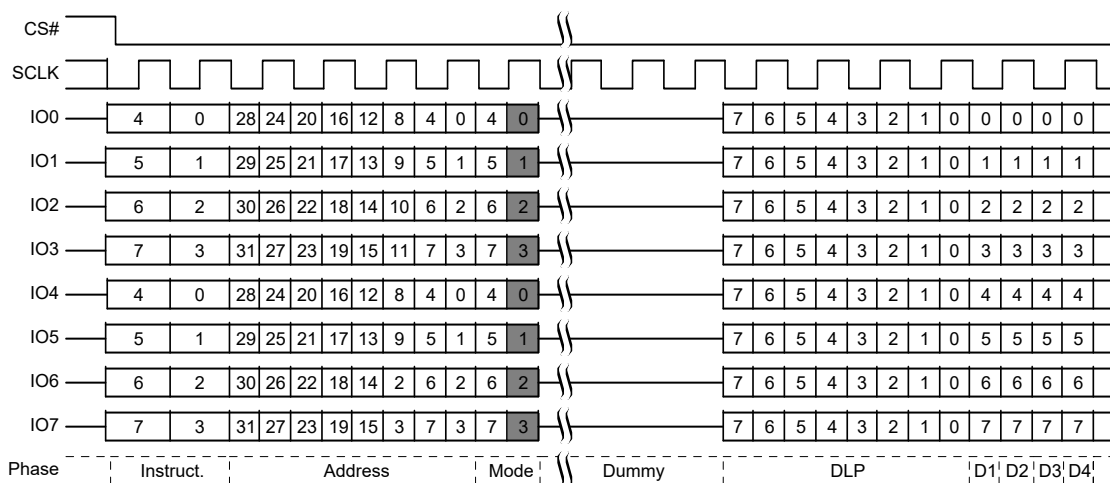 CS#
SCLK
IO0 4 0 28 24 20 16 12 8 4 0 4 0 7 6 5 4 3 2 1 0 0 0 0 0
IO1 5 1 29 25 21 17 13 9 5 1 5 1 7 6 5 4 3 2 1 0 1 1 1 1
IO2 6 2 30 26 22 18 14 10 6 2 6 2 7 6 5 4 3 2 1 0 2 2 2 2
IO3 7 3 31 27 23 19 15 11 7 3 7 3 7 6 5 4 3 2 1 0 3 3 3 3
IO4 4 0 28 24 20 16 12 8 4 0 4 0 7 6 5 4 3 2 1 0 4 4 4 4
IO5 5 1 29 25 21 17 13 9 5 1 5 1 7 6 5 4 3 2 1 0 5 5 5 5
IO6 6 2 30 26 22 18 14 2 6 2 6 2 7 6 5 4 3 2 1 0 6 6 6 6
IO7 7 3 31 27 23 19 15 3 7 3 7 3 7 6 5 4 3 2 1 0 7 7 7 7
Phase Instruct. Address Mode Dummy DLP D1 D2 D3 D4